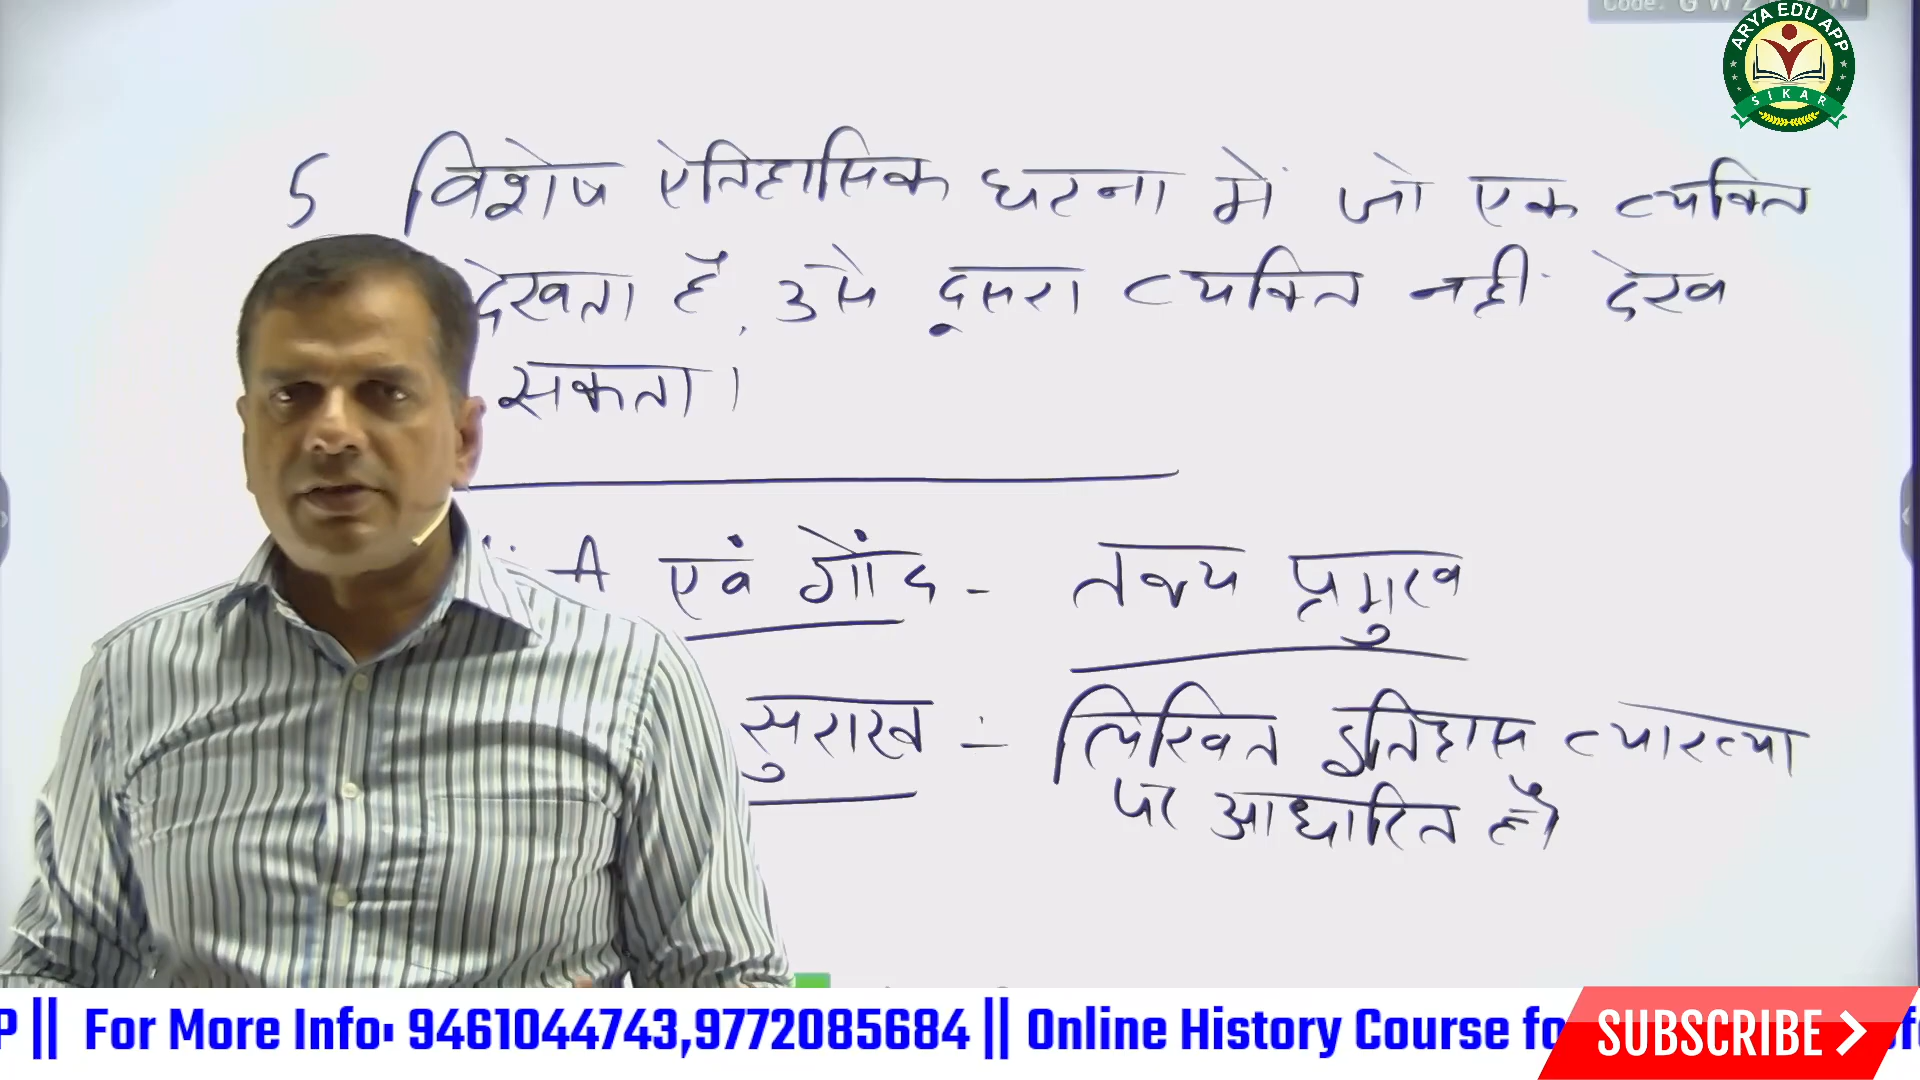 Code: G W Z
ARYA EDU APP
SIKAR
5 विशेष ऐतिहासिक घटना में जो एक व्यक्ति
देखता है, उसे दूसरा व्यक्ति नहीं देख
सकता।
A एवं गोंद - तथ्य प्रमुख
सुराख - लिखित इतिहास व्याख्या
पर आधारित है।
P || For More Info: 9461044743,9772085684 || Online History Course fo
SUBSCRIBE